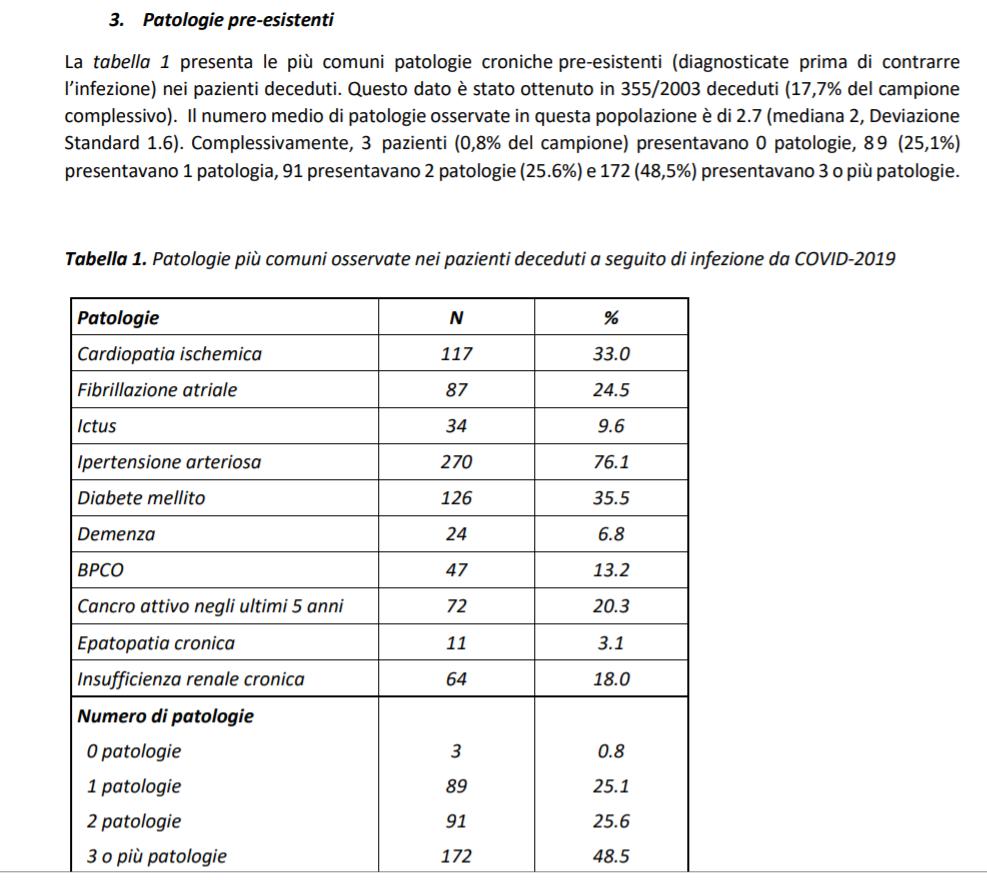 3. Patologie pre-esistenti
La tabella 1 presenta le più comuni patologie croniche pre-esistenti (diagnosticate prima di contrarre
l’infezione) nei pazienti deceduti. Questo dato è stato ottenuto in 355/2003 deceduti (17,7% del campione
complessivo). Il numero medio di patologie osservate in questa popolazione è di 2.7 (mediana 2, Deviazione
Standard 1.6). Complessivamente, 3 pazienti (0,8% del campione) presentavano 0 patologie, 89 (25,1%)
presentavano 1 patologia, 91 presentavano 2 patologie (25.6%) e 172 (48,5%) presentavano 3 o più patologie.
Tabella 1. Patologie più comuni osservate nei pazienti deceduti a seguito di infezione da COVID-2019
Patologie N %
Cardiopatia ischemica 117 33.0
Fibrillazione atriale 87 24.5
Ictus 34 9.6
Ipertensione arteriosa 270 76.1
Diabete mellito 126 35.5
Demenza 24 6.8
BPCO 47 13.2
Cancro attivo negli ultimi 5 anni 72 20.3
Epatopatia cronica 11 3.1
Insufficienza renale cronica 64 18.0
Numero di patologie
0 patologie 3 0.8
1 patologie 89 25.1
2 patologie 91 25.6
3 o più patologie 172 48.5